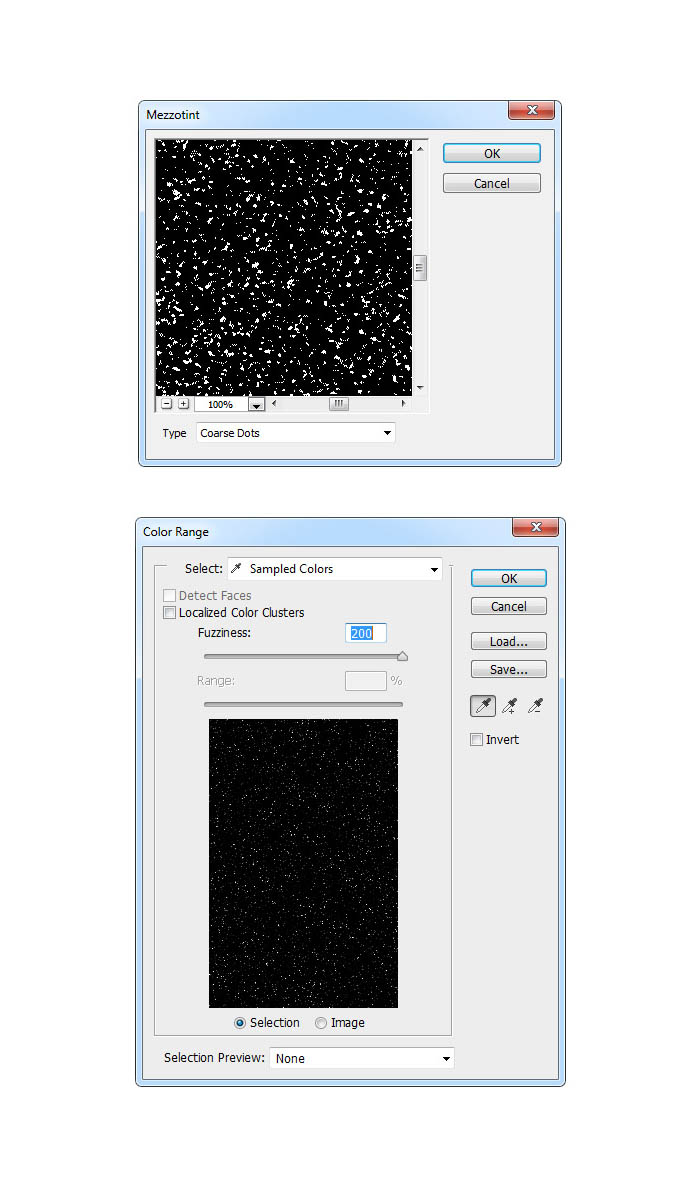 Mezzotint
OK
Cancel
100%
Type Coarse Dots
Color Range
Select: Sampled Colors
Detect Faces
Localized Color Clusters
Fuzziness: 200
Range: %
Selection Image
Selection Preview: None
OK
Cancel
Load...
Save...
Invert